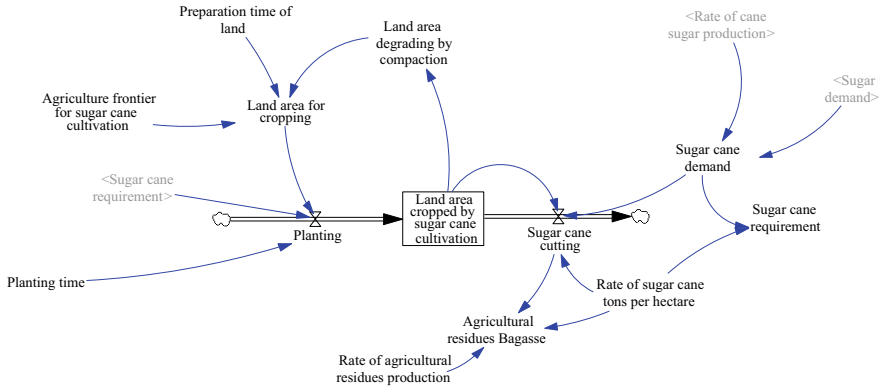 Preparation time of
land
Land area
degrading by
compaction
<Rate of cane
sugar production>
<Sugar
demand>
Agriculture frontier
for sugar cane
cultivation
Land area for
cropping
Sugar cane
demand
<Sugar cane
requirement>
Land area
cropped by
sugar cane
cultivation
Planting
Sugar cane
cutting
Sugar cane
requirement
Planting time
Rate of sugar cane
tons per hectare
Agricultural
residues Bagasse
Rate of agricultural
residues production